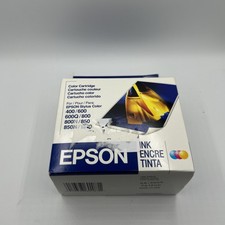 Color Cartridge
Cartouche couleur
Cartucho color
Cartucho colorido
For / Pour / Para
EPSON Stylus Color
400/600
600Q/800
800N/850
EPSON
INK
ENCRE
TINTA